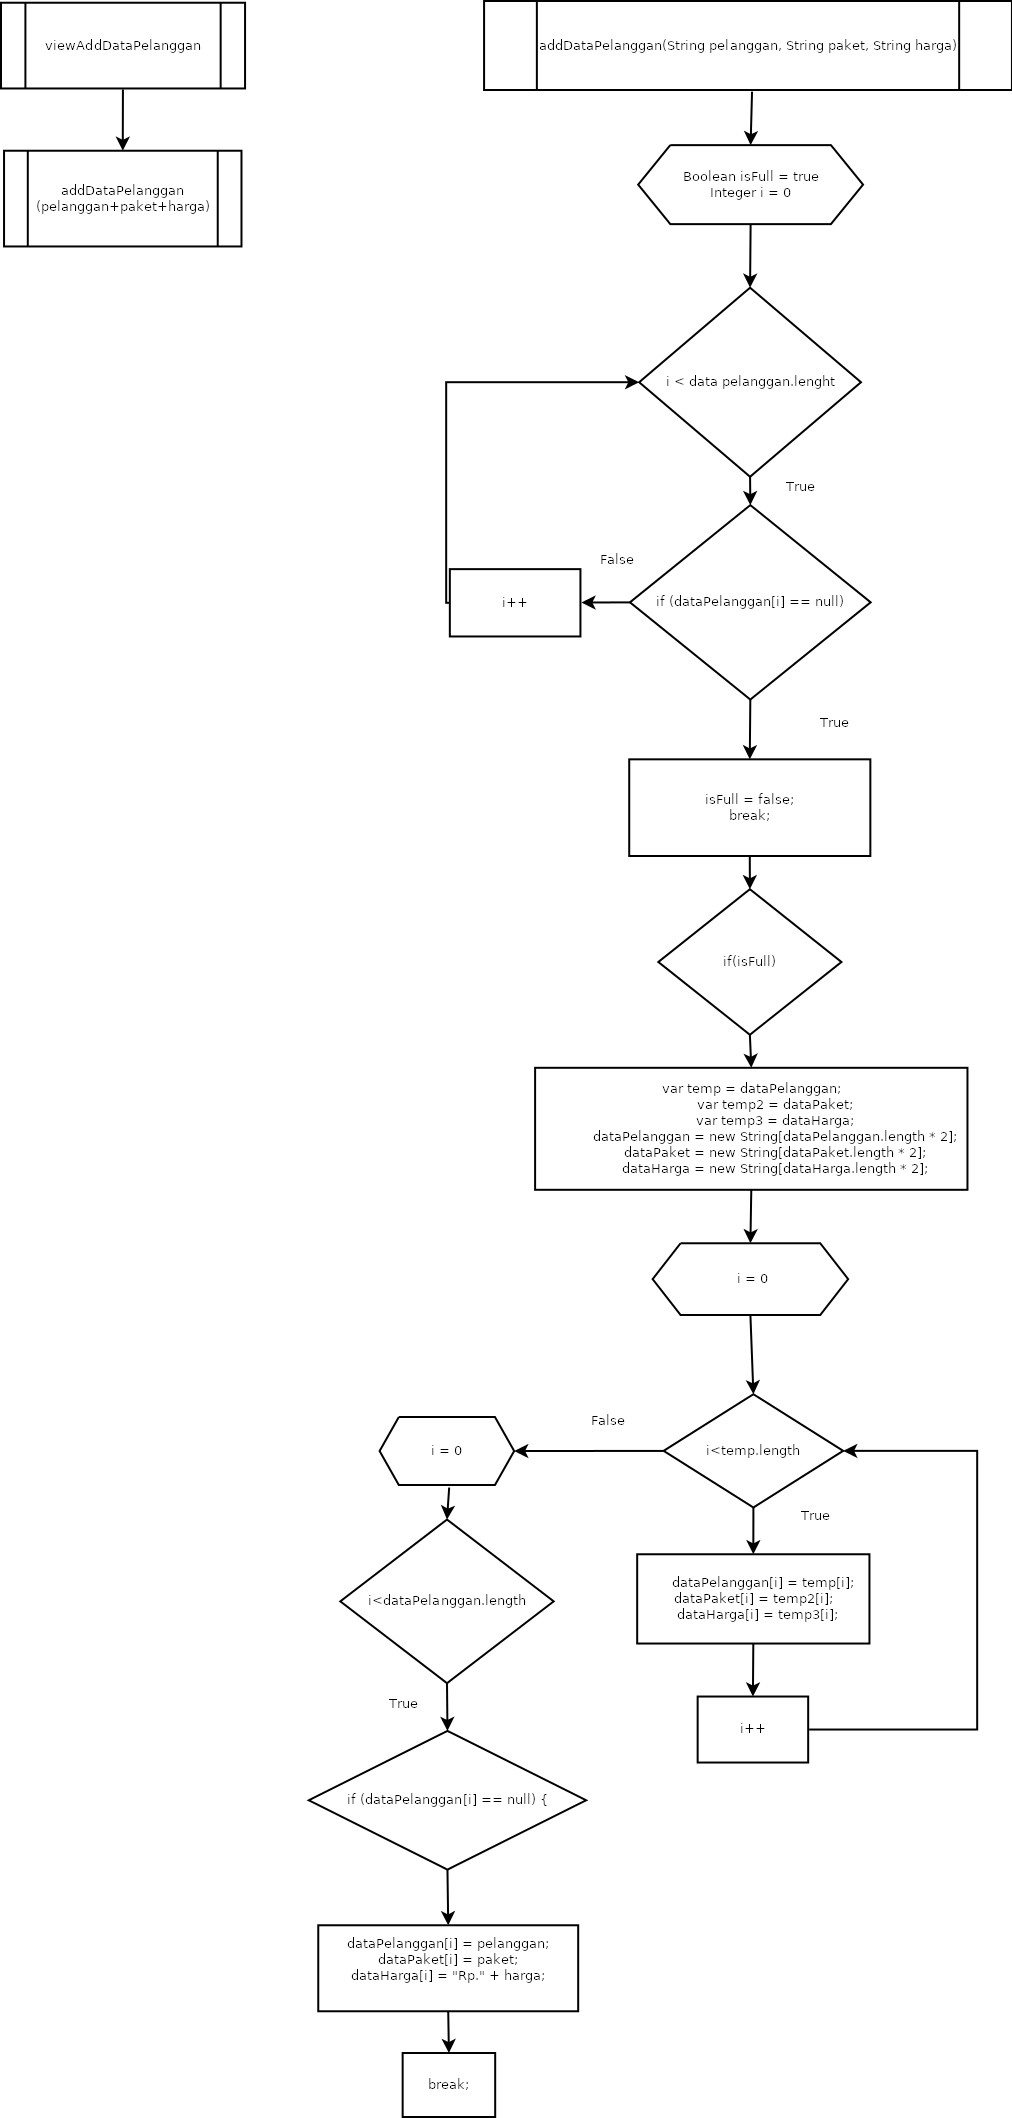 viewAddDataPelanggan
addDataPelanggan
(pelanggan+paket+harga)
addDataPelanggan(String pelanggan, String paket, String harga)
Boolean isFull = true
Integer i = 0
i < data pelanggan.lenght
True
False
i++
if (dataPelanggan[i] == null)
True
isFull = false;
break;
if(isFull)
var temp = dataPelanggan;
var temp2 = dataPaket;
var temp3 = dataHarga;
dataPelanggan = new String[dataPelanggan.length * 2];
dataPaket = new String[dataPaket.length * 2];
dataHarga = new String[dataHarga.length * 2];
i = 0
False
i<temp.length
i = 0
True
dataPelanggan[i] = temp[i];
dataPaket[i] = temp2[i];
dataHarga[i] = temp3[i];
i++
i<dataPelanggan.length
True
if (dataPelanggan[i] == null) {
dataPelanggan[i] = pelanggan;
dataPaket[i] = paket;
dataHarga[i] = "Rp." + harga;
break;